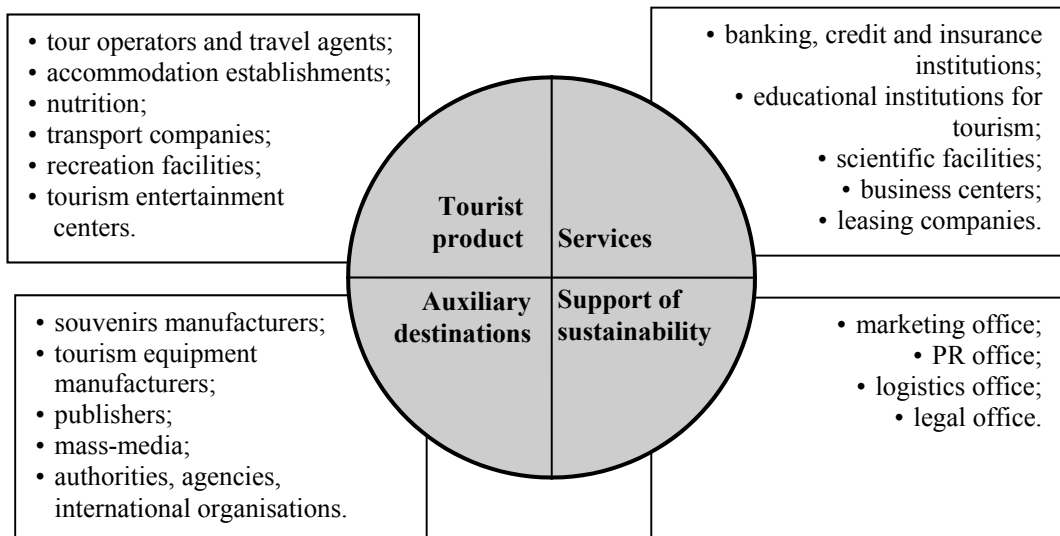 • tour operators and travel agents;
• accommodation establishments;
• nutrition;
• transport companies;
• recreation facilities;
• tourism entertainment
centers.
• banking, credit and insurance
institutions;
• educational institutions for
tourism;
• scientific facilities;
• business centers;
• leasing companies.
Tourist
product
Services
Auxiliary
destinations
Support of
sustainability
• souvenirs manufacturers;
• tourism equipment
manufacturers;
• publishers;
• mass-media;
• authorities, agencies,
international organisations.
• marketing office;
• PR office;
• logistics office;
• legal office.